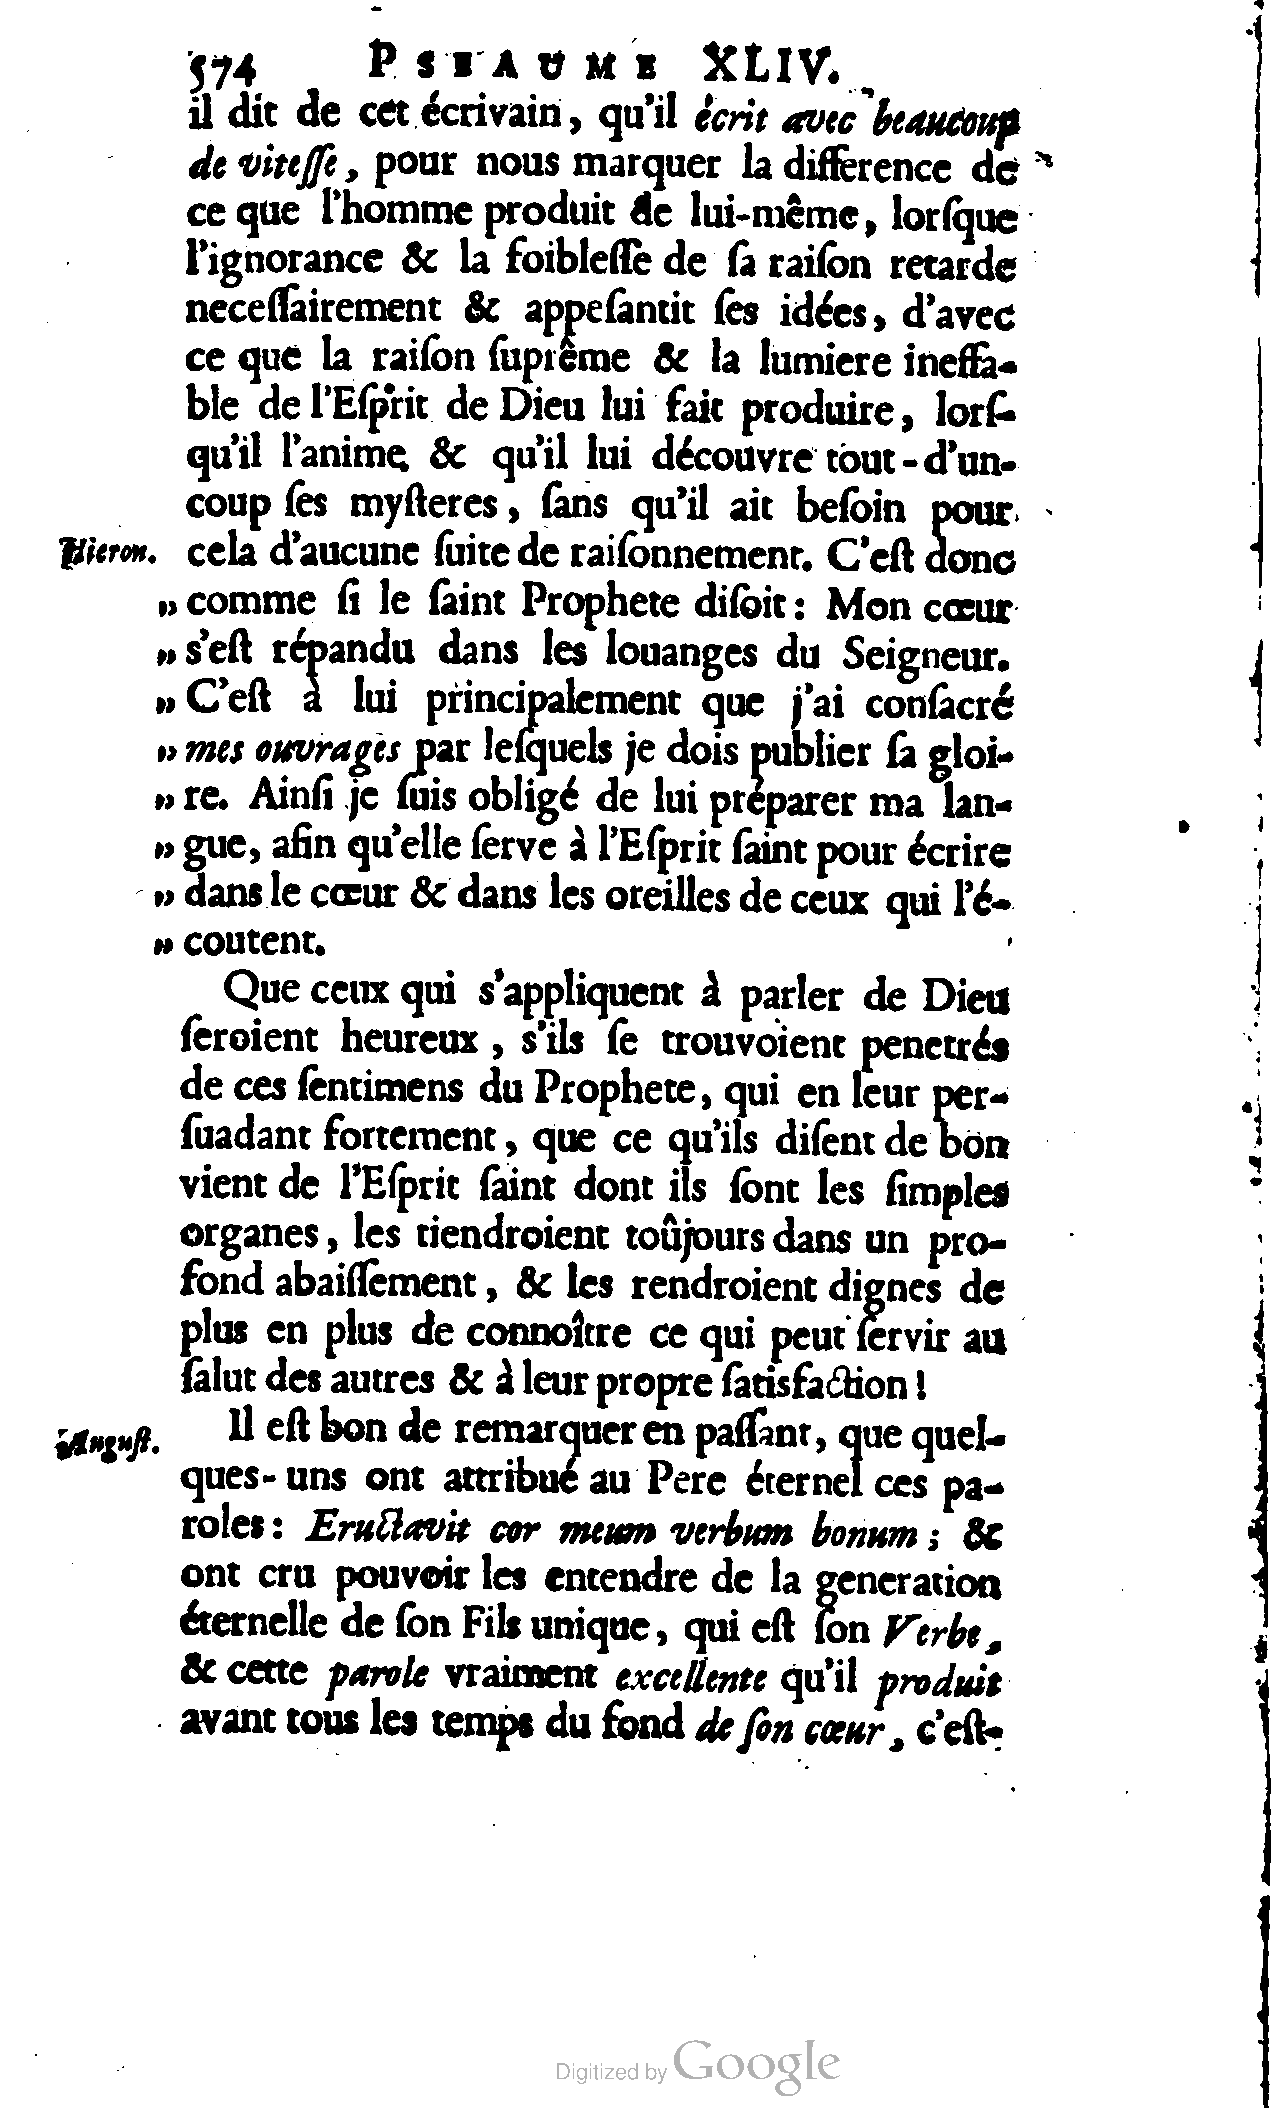 574 PSEAUME XLIV.
il dit de cet écrivain, qu'il écrit avec beaucoup
de viteſſe, pour nous marquer la difference de
ce que l'homme produit de lui-même, lorſque
l'ignorance & la foibleſſe de ſa raiſon retarde
neceſſairement & appeſantit ſes idées, d'avec
ce que la raiſon ſuprême & la lumiere ineffa-
ble de l'Eſprit de Dieu lui fait produire, lorſ-
qu'il l'anime & qu'il lui découvre tout-d'un-
coup ſes myſteres, ſans qu'il ait beſoin pour
Hieron. cela d'aucune ſuite de raiſonnement. C'eſt donc
„ comme ſi le ſaint Prophete diſoit : Mon cœur
„ s'eſt répandu dans les louanges du Seigneur.
„ C'eſt à lui principalement que j'ai conſacré
„ mes ouvrages par leſquels je dois publier ſa gloi-
„ re. Ainſi je ſuis obligé de lui préparer ma lan-
„ gue, afin qu'elle ſerve à l'Eſprit ſaint pour écrire
„ dans le cœur & dans les oreilles de ceux qui l'é-
„ coutent.
Que ceux qui s'appliquent à parler de Dieu
ſeroient heureux, s'ils ſe trouvoient penetrés
de ces ſentimens du Prophete, qui en leur per-
ſuadant fortement, que ce qu'ils diſent de bon
vient de l'Eſprit ſaint dont ils ſont les ſimples
organes, les tiendroient toûjours dans un pro-
fond abaiſſement, & les rendroient dignes de
plus en plus de connoître ce qui peut ſervir au
ſalut des autres & à leur propre ſatisfaction !
Auguſt. Il eſt bon de remarquer en paſſant, que quel-
ques-uns ont attribué au Pere éternel ces pa-
roles : Eructavit cor meum verbum bonum ; &
ont cru pouvoir les entendre de la generation
éternelle de ſon Fils unique, qui eſt ſon Verbe,
& cette parole vraiment excellente qu'il produit
avant tous les temps du fond de ſon cœur, c'eſt-
Digitized by Google